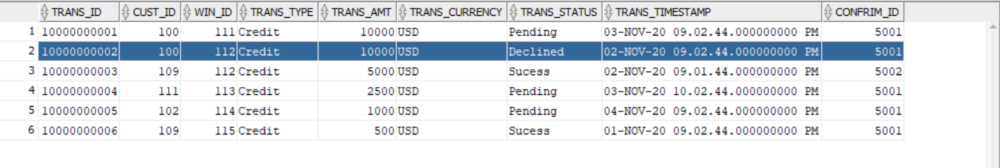 TRANS_ID CUST_ID WIN_ID TRANS_TYPE TRANS_AMT TRANS_CURRENCY TRANS_STATUS TRANS_TIMESTAMP CONFRIM_ID
1 10000000001 100 111 Credit 10000 USD Pending 03-NOV-20 09.02.44.000000000 PM 5001
2 10000000002 100 112 Credit 10000 USD Declined 02-NOV-20 09.02.44.000000000 PM 5001
3 10000000003 109 112 Credit 5000 USD Sucess 02-NOV-20 09.01.44.000000000 PM 5002
4 10000000004 111 113 Credit 2500 USD Pending 03-NOV-20 10.02.44.000000000 PM 5001
5 10000000005 102 114 Credit 1000 USD Pending 04-NOV-20 09.02.44.000000000 PM 5001
6 10000000006 109 115 Credit 500 USD Sucess 01-NOV-20 09.02.44.000000000 PM 5001